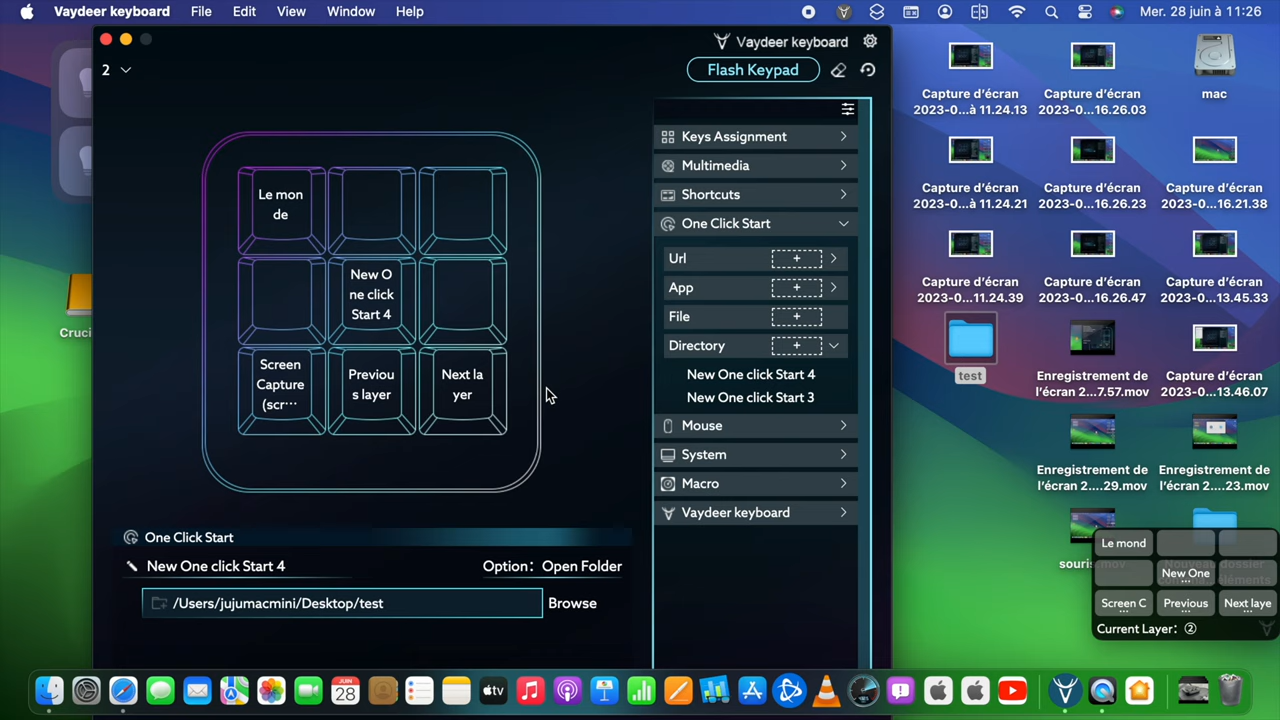 Vaydeer keyboard File Edit View Window Help
Mer. 28 juin à 11:26
Vaydeer keyboard
2
Flash Keypad
Le mon
de
New O
ne click
Start 4
Screen
Capture
(scr···
Previou
s layer
Next la
yer
Keys Assignment
Multimedia
Shortcuts
One Click Start
Url +
App +
File +
Directory +
New One click Start 4
New One click Start 3
Mouse
System
Macro
Vaydeer keyboard
One Click Start
New One click Start 4
Option: Open Folder
/Users/jujumacmini/Desktop/test
Browse
Cruci
Capture d’écran
2023-0...à 11.24.13
Capture d’écran
2023-0...16.26.03
mac
Capture d’écran
2023-0...à 11.24.21
Capture d’écran
2023-0...16.26.23
Capture d’écran
2023-0...16.21.38
Capture d’écran
2023-0...11.24.39
Capture d’écran
2023-0...16.26.47
Capture d’écran
2023-0...13.45.33
test
Enregistrement de
l’écran 2....7.57.mov
Capture d’écran
2023-0...13.46.07
Enregistrement de
l’écran 2....29.mov
Enregistrement de
l’écran 2....23.mov
souris.mov
Le mond
New One
...
Screen C
...
Previous
...
Next laye
...
Current Layer: ②
JUIN
28
tv